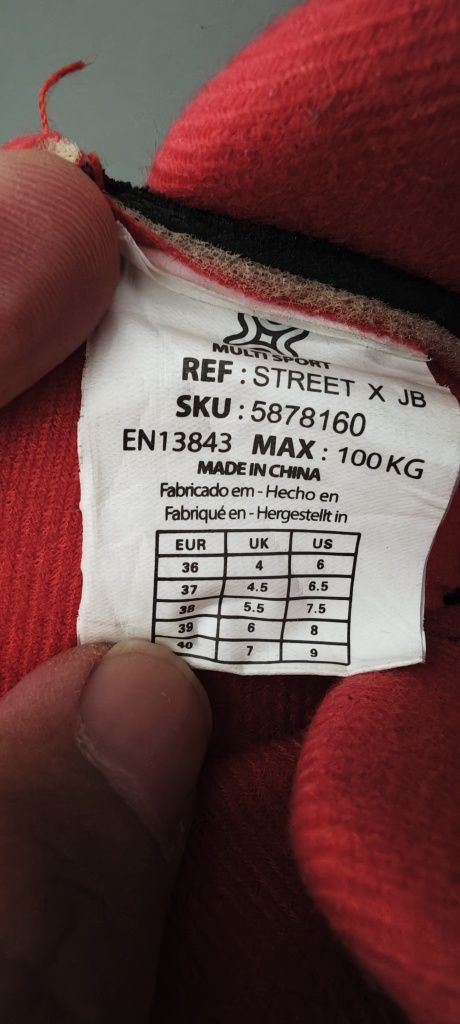 MULTI SPORT
REF : STREET X JB
SKU : 5878160
EN13843 MAX : 100 KG
MADE IN CHINA
Fabricado em - Hecho en
Fabriqué en - Hergestellt in
EUR UK US
36 4 6
37 4.5 6.5
38 5.5 7.5
39 6 8
40 7 9